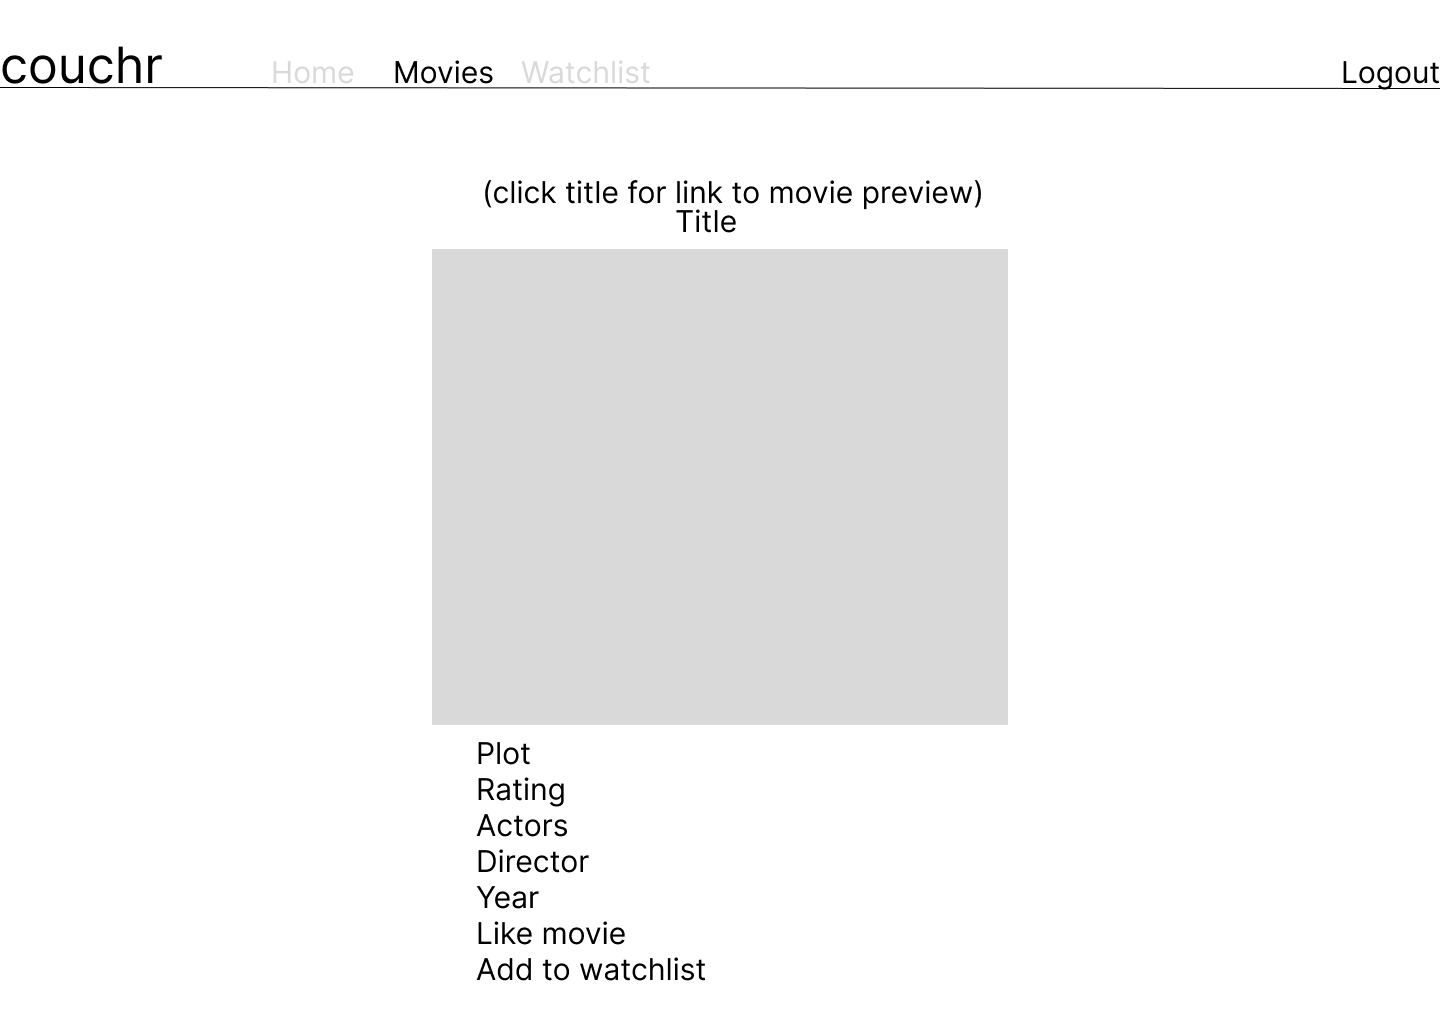 couchr Home Movies Watchlist Logout
(click title for link to movie preview)
Title
Plot
Rating
Actors
Director
Year
Like movie
Add to watchlist